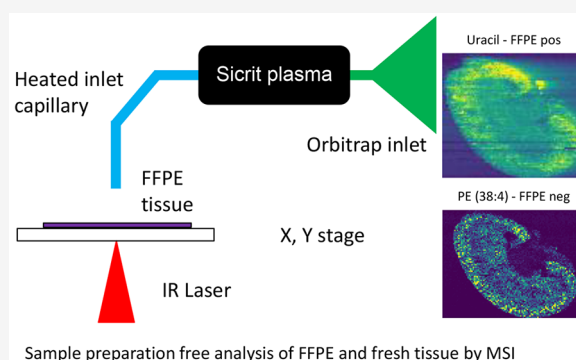 Sicrit plasma
Uracil - FFPE pos
Heated inlet
capillary
Orbitrap inlet
FFPE
tissue
PE (38:4) - FFPE neg
X, Y stage
IR Laser
Sample preparation free analysis of FFPE and fresh tissue by MSI